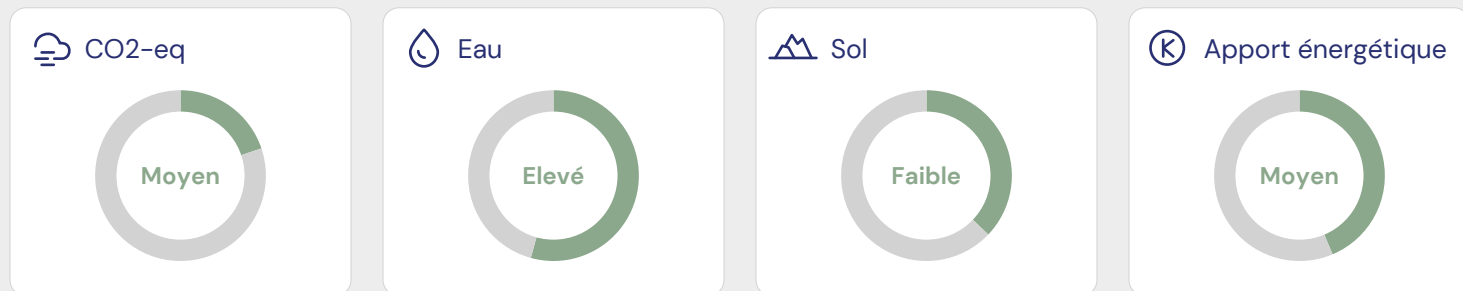 CO2-eq
Moyen
Eau
Elevé
Sol
Faible
Apport énergétique
Moyen